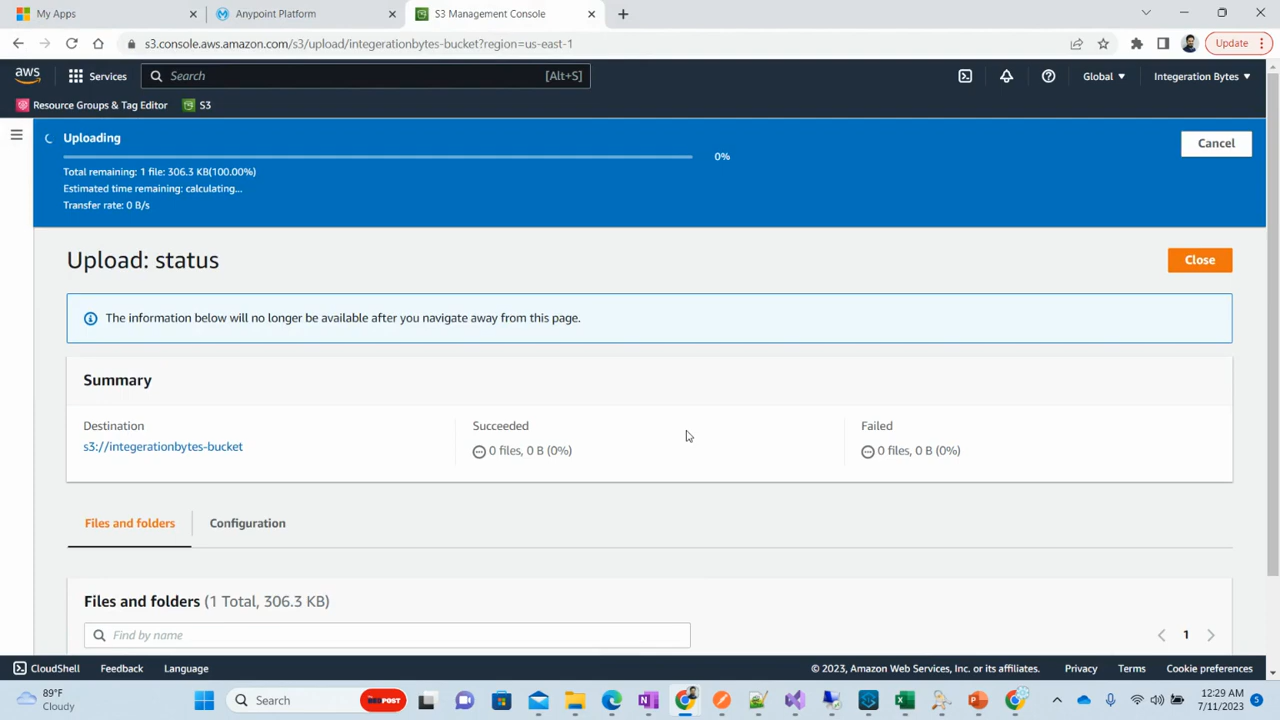 My Apps
Anypoint Platform
S3 Management Console
s3.console.aws.amazon.com/s3/upload/integerationbytes-bucket?region=us-east-1
Update
aws
Services
Search
[Alt+S]
Global
Integeration Bytes
Resource Groups & Tag Editor
S3
Uploading
Cancel
0%
Total remaining: 1 file: 306.3 KB(100.00%)
Estimated time remaining: calculating...
Transfer rate: 0 B/s
Upload: status
Close
The information below will no longer be available after you navigate away from this page.
Summary
Destination
s3://integerationbytes-bucket
Succeeded
0 files, 0 B (0%)
Failed
0 files, 0 B (0%)
Files and folders
Configuration
Files and folders (1 Total, 306.3 KB)
Find by name
1
CloudShell
Feedback
Language
© 2023, Amazon Web Services, Inc. or its affiliates.
Privacy
Terms
Cookie preferences
89°F
Cloudy
Search
12:29 AM
7/11/2023
5